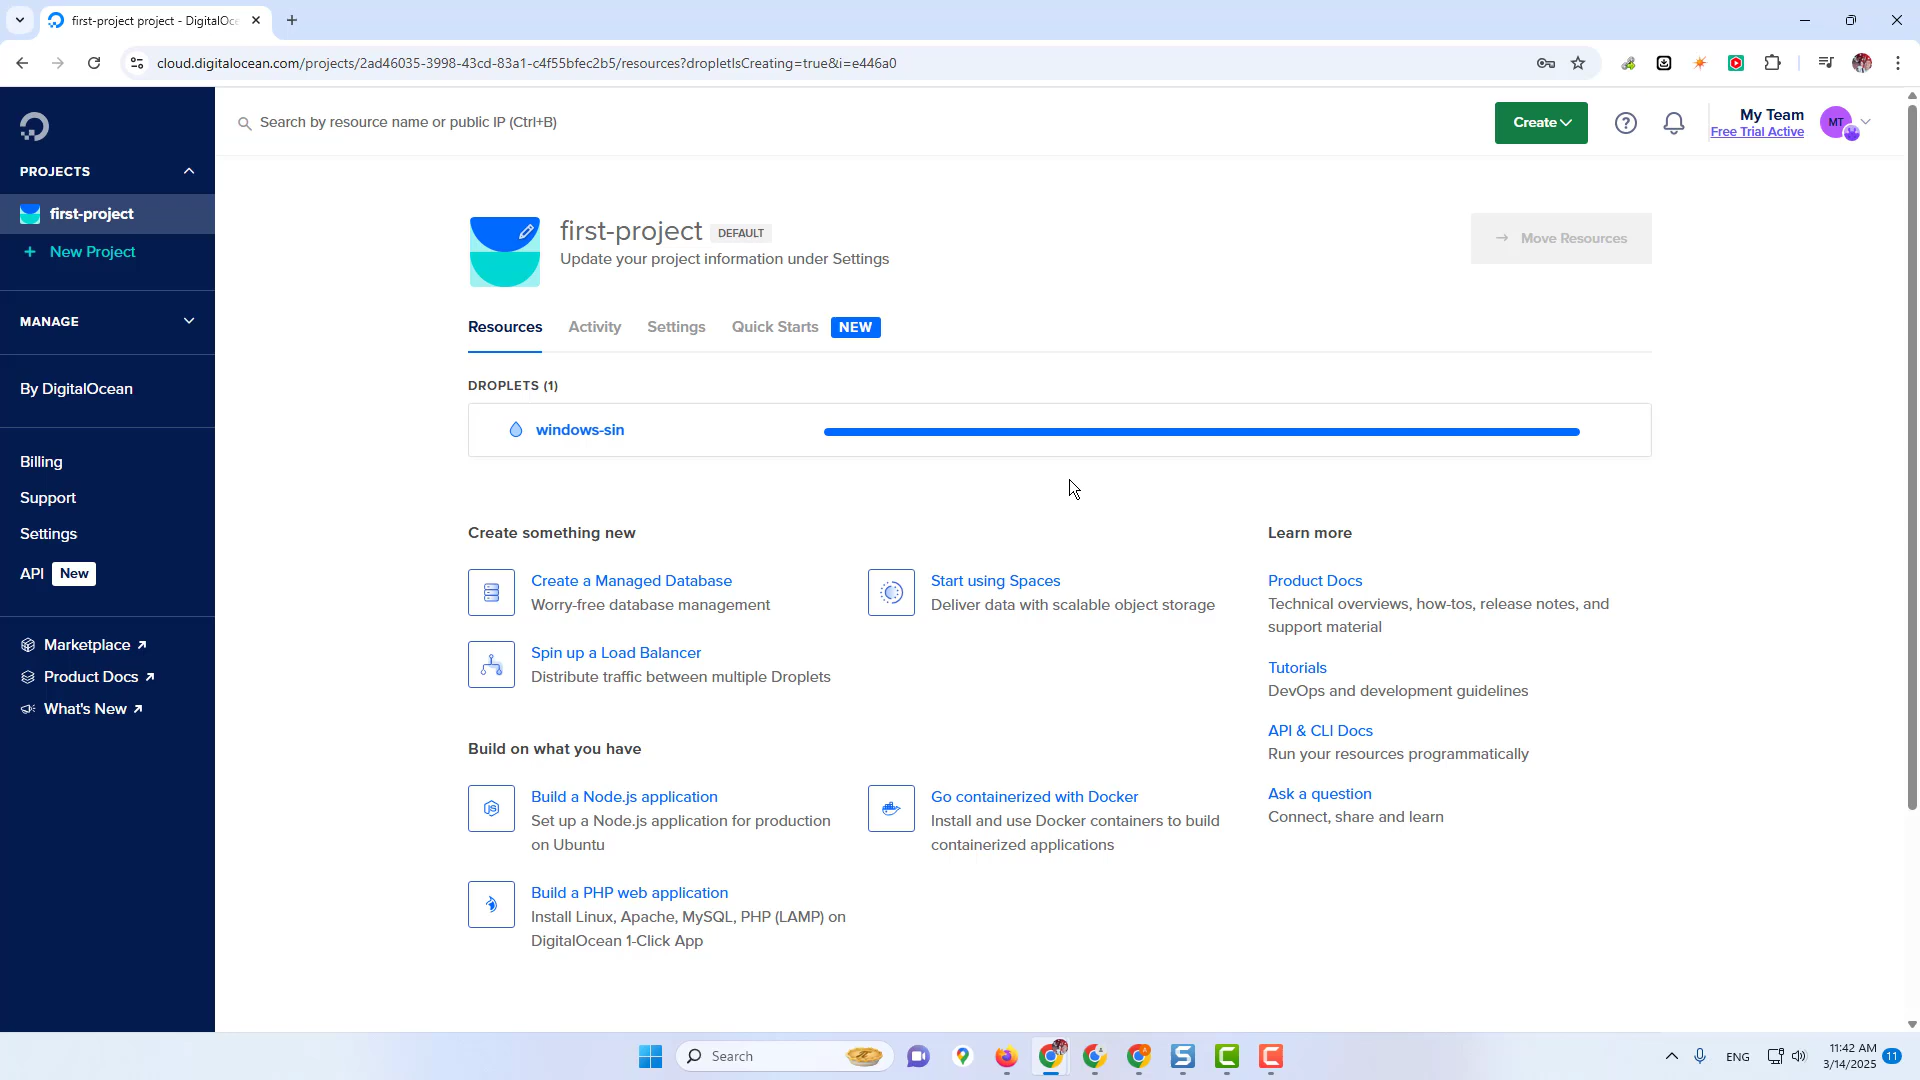 first-project project - DigitalOc
cloud.digitalocean.com/projects/2ad46035-3998-43cd-83a1-c4f55bfec2b5/resources?dropletIsCreating=true&i=e446a0
Search by resource name or public IP (Ctrl+B)
Create
My Team
Free Trial Active
MT
PROJECTS
first-project
New Project
MANAGE
By DigitalOcean
Billing
Support
Settings
API New
Marketplace
Product Docs
What's New
first-project DEFAULT
Update your project information under Settings
Move Resources
Resources Activity Settings Quick Starts NEW
DROPLETS (1)
windows-sin
Create something new
Create a Managed Database
Worry-free database management
Start using Spaces
Deliver data with scalable object storage
Spin up a Load Balancer
Distribute traffic between multiple Droplets
Build on what you have
Build a Node.js application
Set up a Node.js application for production
on Ubuntu
Go containerized with Docker
Install and use Docker containers to build
containerized applications
Build a PHP web application
Install Linux, Apache, MySQL, PHP (LAMP) on
DigitalOcean 1-Click App
Learn more
Product Docs
Technical overviews, how-tos, release notes, and
support material
Tutorials
DevOps and development guidelines
API & CLI Docs
Run your resources programmatically
Ask a question
Connect, share and learn
Search
ENG
11:42 AM
3/14/2025
11